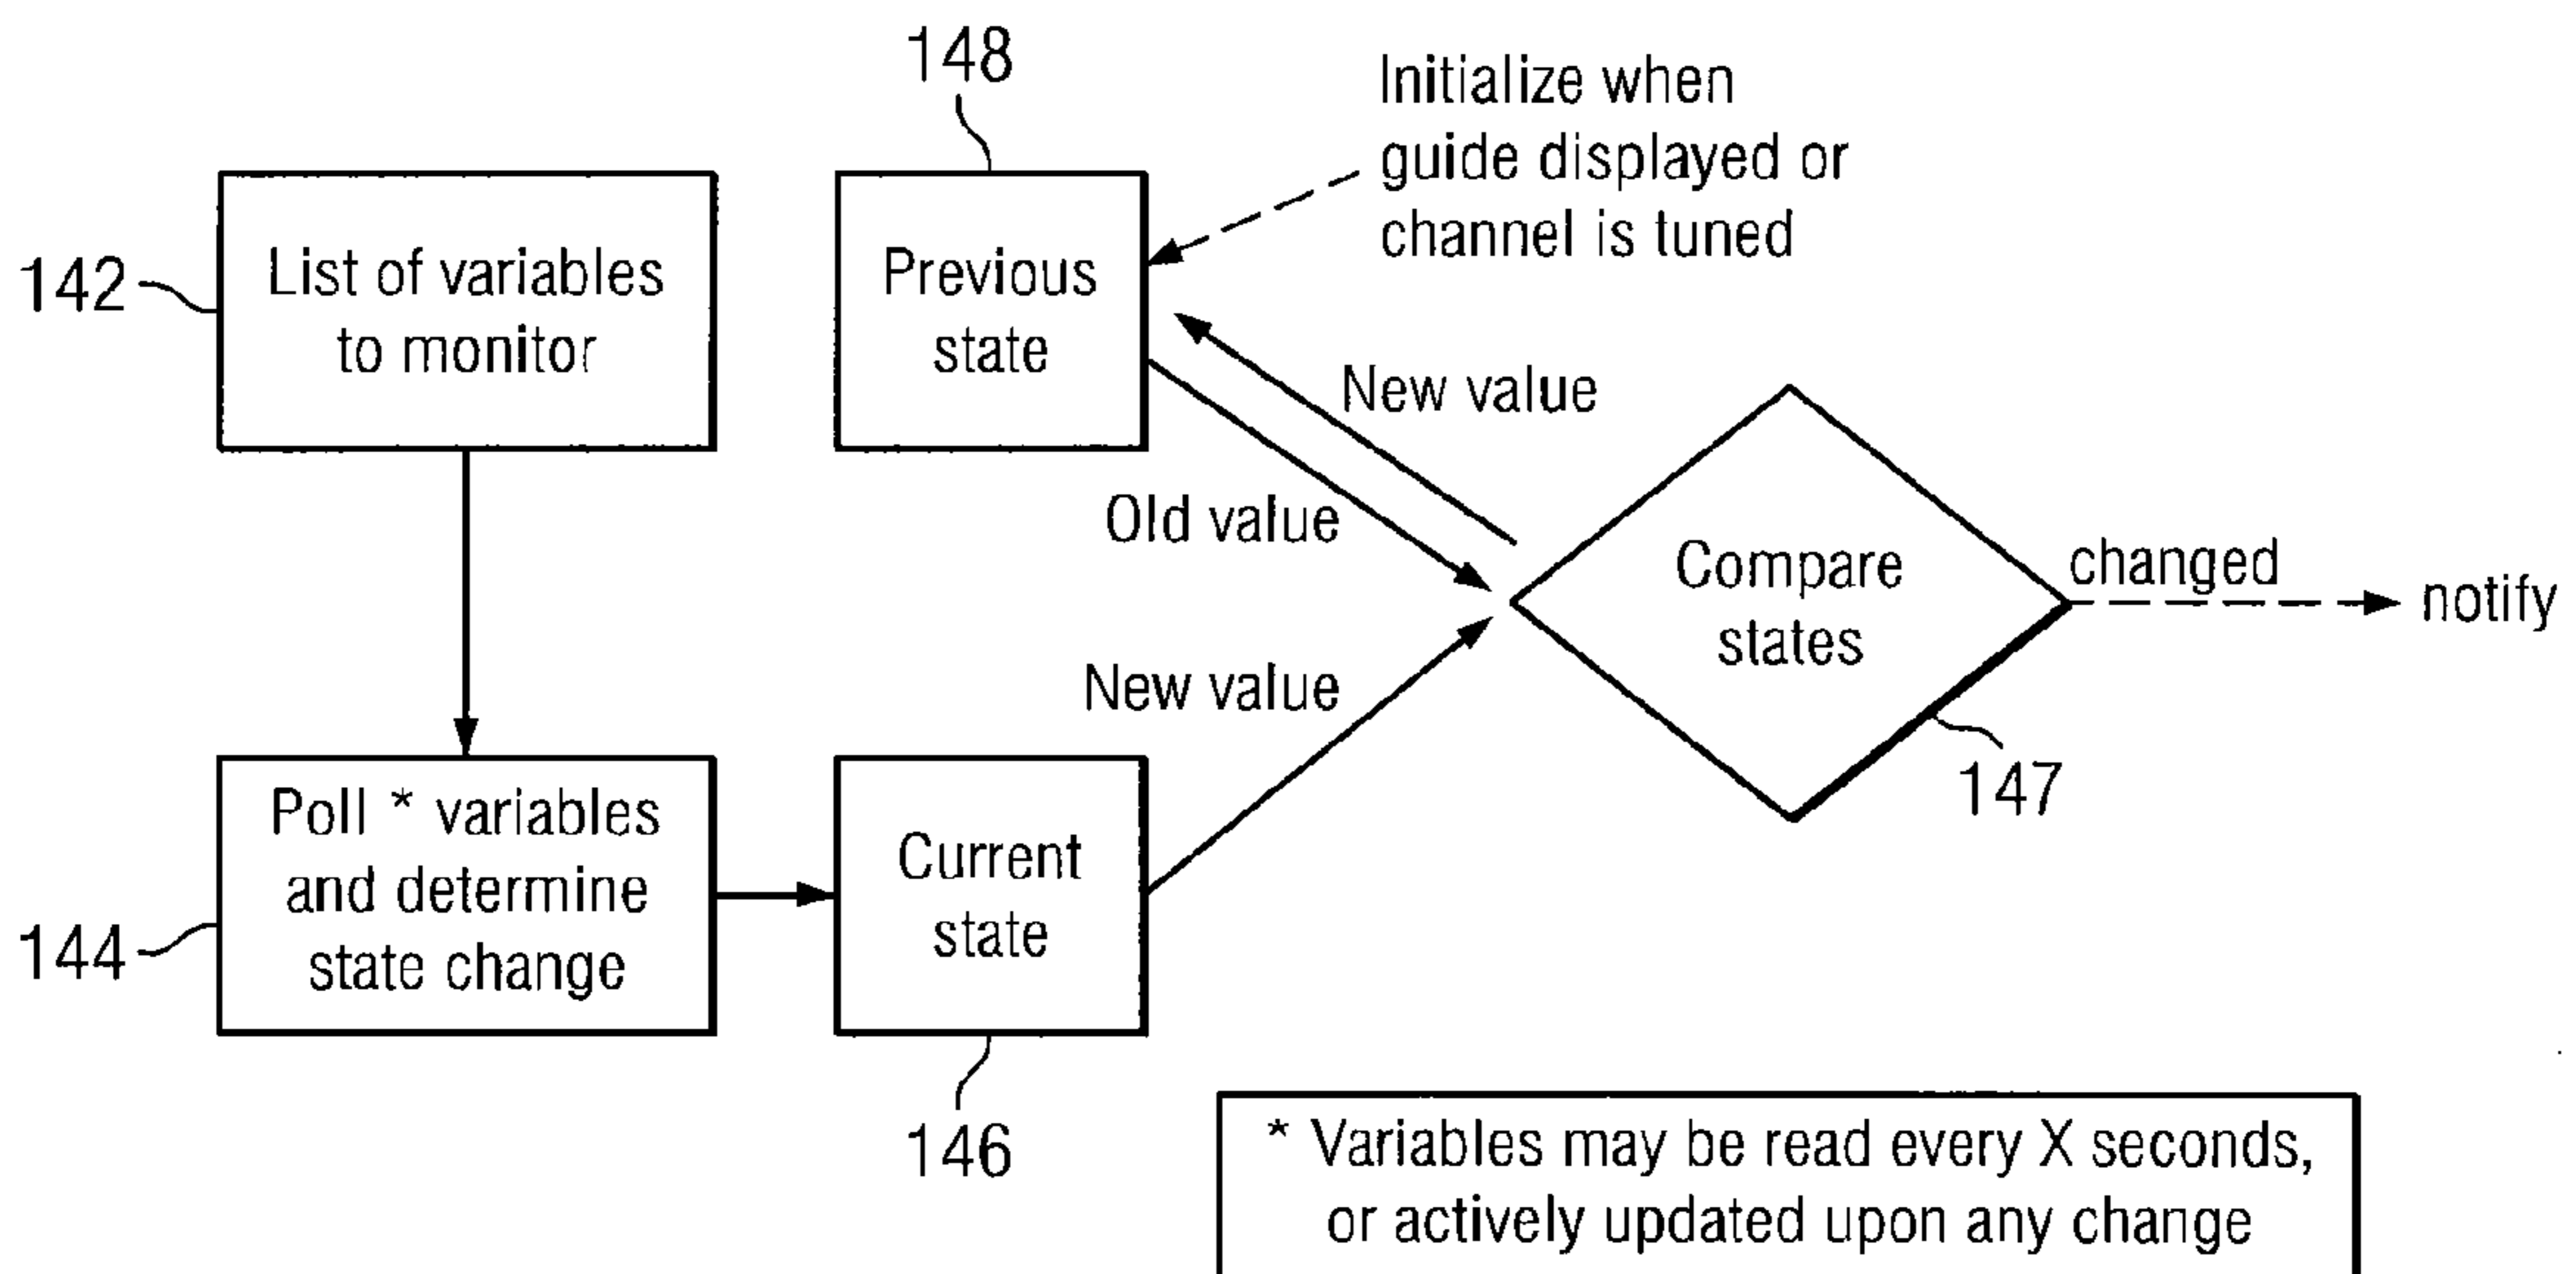 148
Initialize when
guide displayed or
channel is tuned
142
List of variables
to monitor
Previous
state
New value
Old value
Compare
states
changed
notify
New value
147
144
Poll * variables
and determine
state change
Current
state
146
* Variables may be read every X seconds,
or actively updated upon any change